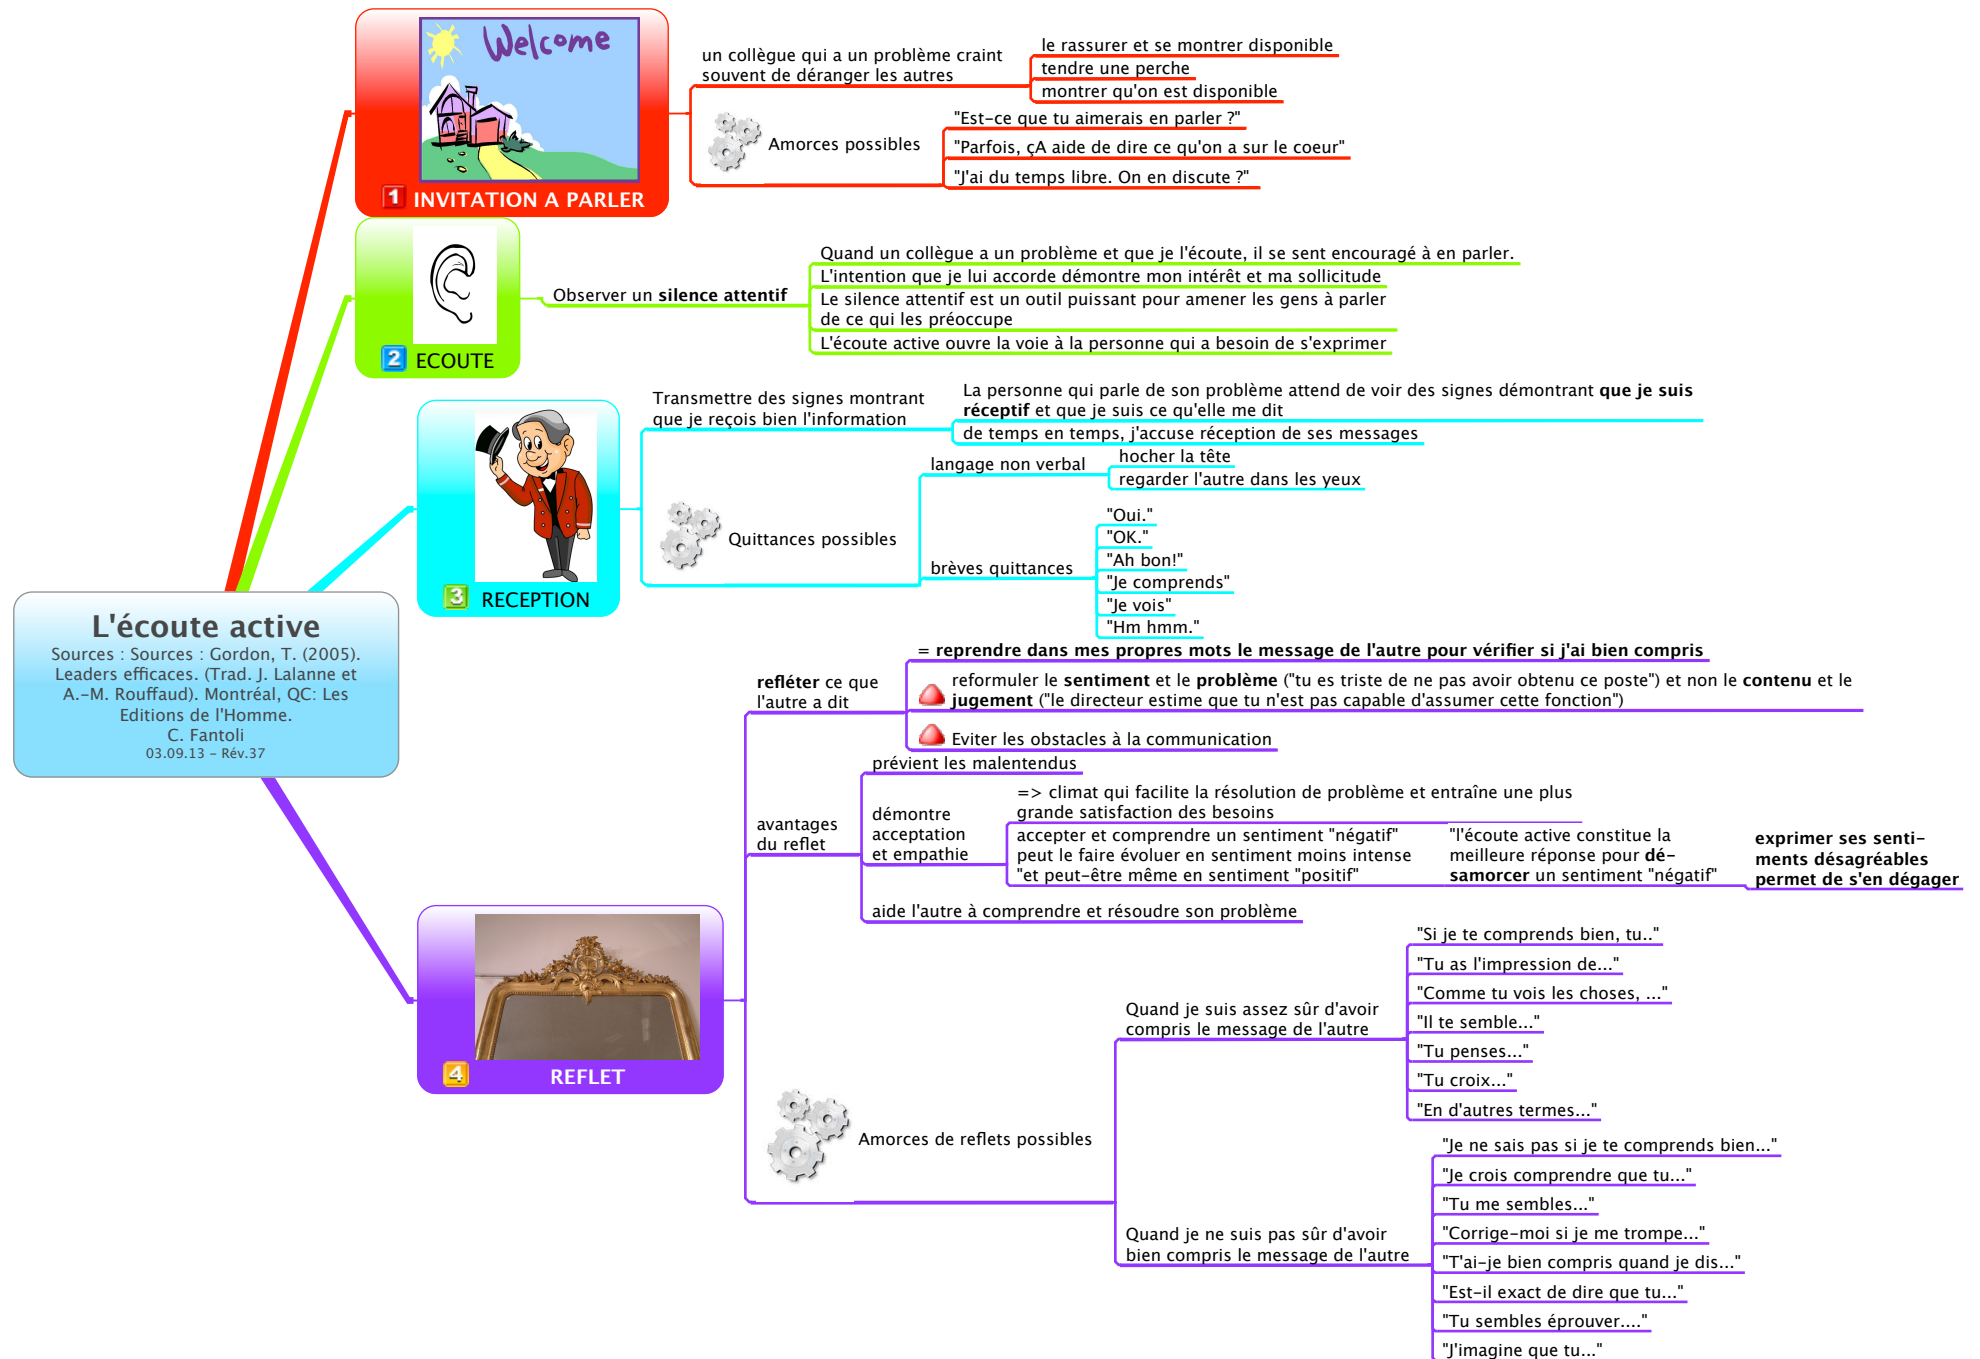 L'écoute active
Sources : Sources : Gordon, T. (2005).
Leaders efficaces. (Trad. J. Lalanne et
A.-M. Rouffaud). Montréal, QC: Les
Editions de l'Homme.
C. Fantoli
03.09.13 - Rév.37
Welcome
1 INVITATION A PARLER
un collègue qui a un problème craint
souvent de déranger les autres
le rassurer et se montrer disponible
tendre une perche
montrer qu'on est disponible
Amorces possibles
"Est-ce que tu aimerais en parler ?"
"Parfois, çA aide de dire ce qu'on a sur le coeur"
"J'ai du temps libre. On en discute ?"
2 ECOUTE
Observer un silence attentif
Quand un collègue a un problème et que je l'écoute, il se sent encouragé à en parler.
L'intention que je lui accorde démontre mon intérêt et ma sollicitude
Le silence attentif est un outil puissant pour amener les gens à parler
de ce qui les préoccupe
L'écoute active ouvre la voie à la personne qui a besoin de s'exprimer
3 RECEPTION
Transmettre des signes montrant
que je reçois bien l'information
La personne qui parle de son problème attend de voir des signes démontrant que je suis
réceptif et que je suis ce qu'elle me dit
de temps en temps, j'accuse réception de ses messages
Quittances possibles
langage non verbal
hocher la tête
regarder l'autre dans les yeux
brèves quittances
"Oui."
"OK."
"Ah bon!"
"Je comprends"
"Je vois"
"Hm hmm."
4 REFLET
refléter ce que
l'autre a dit
= reprendre dans mes propres mots le message de l'autre pour vérifier si j'ai bien compris
reformuler le sentiment et le problème ("tu es triste de ne pas avoir obtenu ce poste") et non le contenu et le
jugement ("le directeur estime que tu n'est pas capable d'assumer cette fonction")
Eviter les obstacles à la communication
avantages
du reflet
prévient les malentendus
démontre
acceptation
et empathie
=> climat qui facilite la résolution de problème et entraîne une plus
grande satisfaction des besoins
accepter et comprendre un sentiment "négatif"
peut le faire évoluer en sentiment moins intense
"et peut-être même en sentiment "positif"
"l'écoute active constitue la
meilleure réponse pour dé-
samorcer un sentiment "négatif"
exprimer ses senti-
ments désagréables
permet de s'en dégager
aide l'autre à comprendre et résoudre son problème
Amorces de reflets possibles
Quand je suis assez sûr d'avoir
compris le message de l'autre
"Si je te comprends bien, tu.."
"Tu as l'impression de..."
"Comme tu vois les choses, ..."
"Il te semble..."
"Tu penses..."
"Tu croix..."
"En d'autres termes..."
Quand je ne suis pas sûr d'avoir
bien compris le message de l'autre
"Je ne sais pas si je te comprends bien..."
"Je crois comprendre que tu..."
"Tu me sembles..."
"Corrige-moi si je me trompe..."
"T'ai-je bien compris quand je dis..."
"Est-il exact de dire que tu..."
"Tu sembles éprouver...."
"J'imagine que tu..."